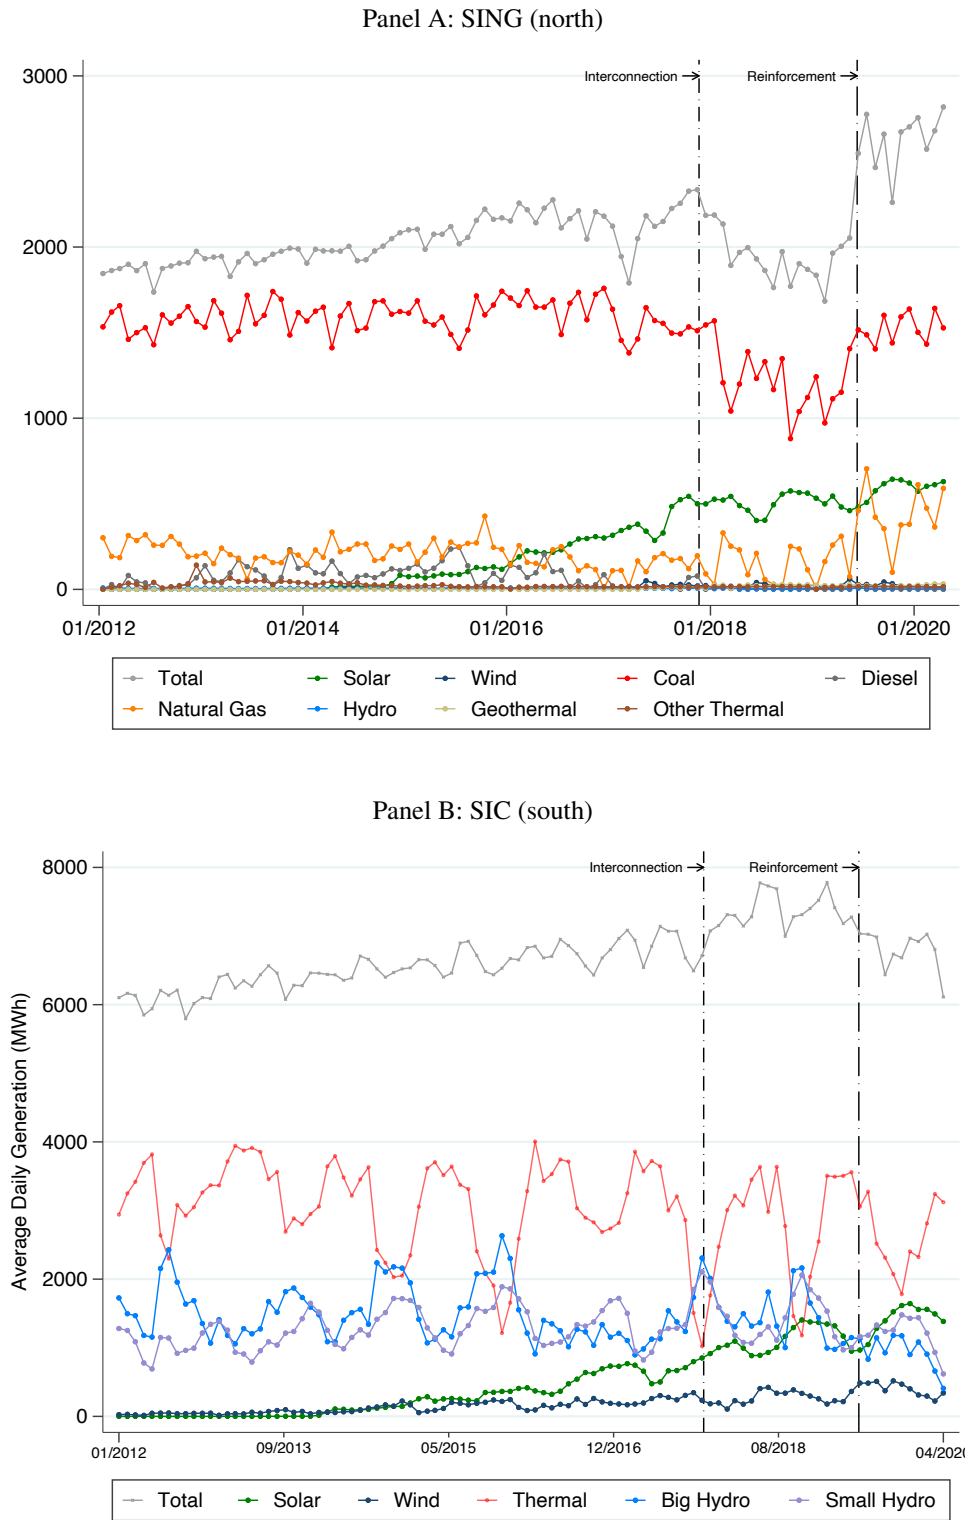 Panel A: SING (north)
Interconnection
Reinforcement
3000
2000
1000
0
01/2012
01/2014
01/2016
01/2018
01/2020
Total
Solar
Wind
Coal
Diesel
Natural Gas
Hydro
Geothermal
Other Thermal
Panel B: SIC (south)
Interconnection
Reinforcement
Average Daily Generation (MWh)
8000
6000
4000
2000
0
01/2012
09/2013
05/2015
12/2016
08/2018
04/2020
Total
Solar
Wind
Thermal
Big Hydro
Small Hydro